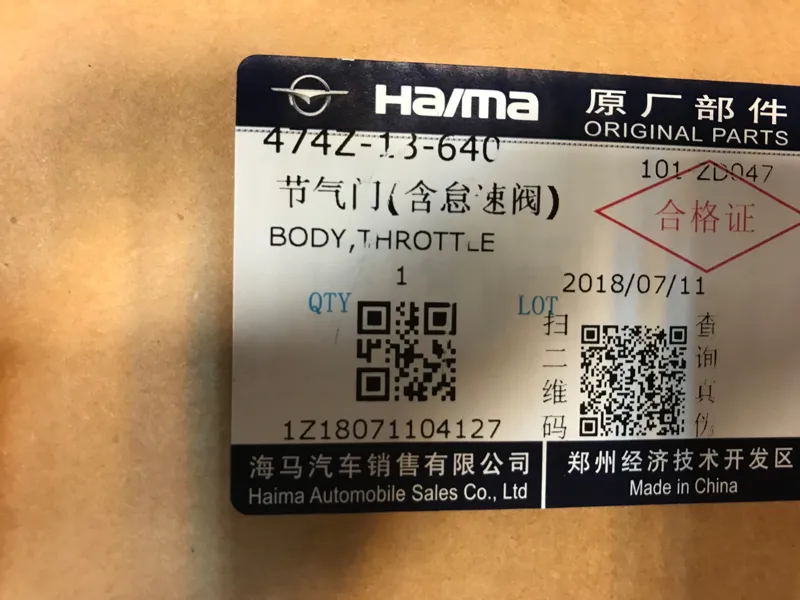 Haima 原厂部件
ORIGINAL PARTS
474Z-13-640
101-ZD047
节气门(含怠速阀)
合格证
BODY,THROTTLE
1
2018/07/11
QTY
LOT
扫二维码
查询真伪
1Z18071104127
海马汽车销售有限公司
郑州经济技术开发区
Haima Automobile Sales Co., Ltd
Made in China